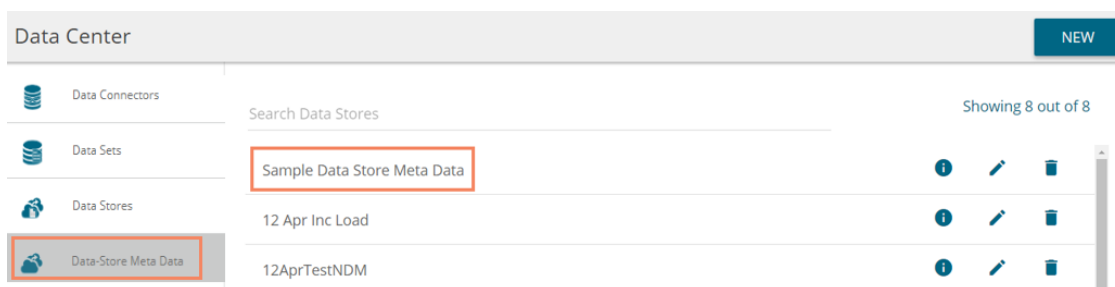 Data Center
NEW
Data Connectors
Data Sets
Data Stores
Data-Store Meta Data
Search Data Stores
Showing 8 out of 8
Sample Data Store Meta Data
12 Apr Inc Load
12AprTestNDM